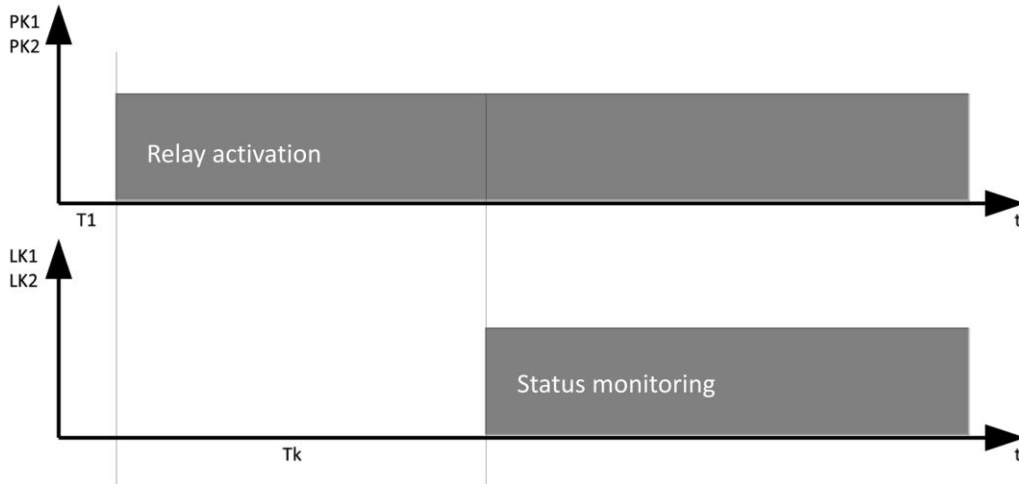 PK1
PK2
Relay activation
T1
t
LK1
LK2
Status monitoring
Tk
t